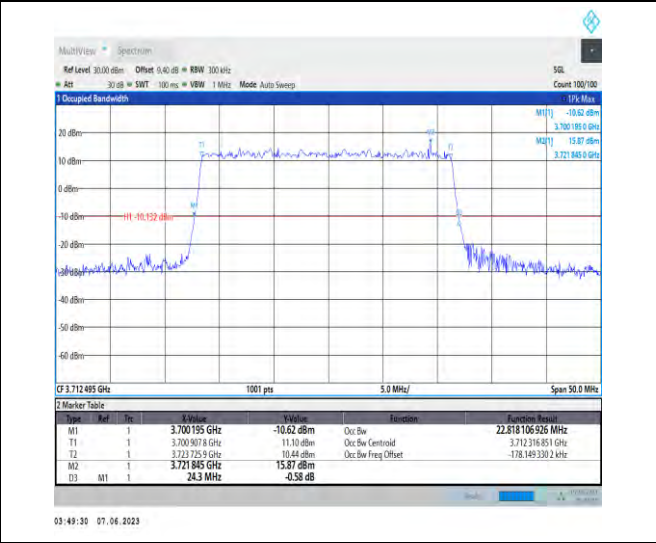 MultiView Spectrum
Ref Level 30.00 dBm Offset 9.40 dB RBW 300 kHz SGL
Att 30 dB SWT 100 ms VBW 1 MHz Mode Auto Sweep Count 100/100
1 Occupied Bandwidth 1Pk Max
M1[1] -10.62 dBm
3.700 195 0 GHz
M2[1] 15.87 dBm
3.721 845 0 GHz
20 dBm
T1
10 dBm
0 dBm
M1
-10 dBm
H1 -10.132 dBm
-20 dBm
-30 dBm
-40 dBm
-50 dBm
-60 dBm
CF 3.712 495 GHz 1001 pts 5.0 MHz/ Span 50.0 MHz
2 Marker Table
Type Ref Trc X-Value Y-Value Function Function Result
M1 1 3.700195 GHz -10.62 dBm Occ Bw 22.818 106 926 MHz
T1 1 3.700 907 8 GHz 11.10 dBm Occ Bw Centroid 3.712 316 851 GHz
T2 1 3.723 725 9 GHz 10.44 dBm Occ Bw Freq Offset -178.149 330 2 kHz
M2 1 3.721 845 GHz 15.87 dBm
D3 M1 1 24.3 MHz -0.58 dB
03:49:30 07.06.2023